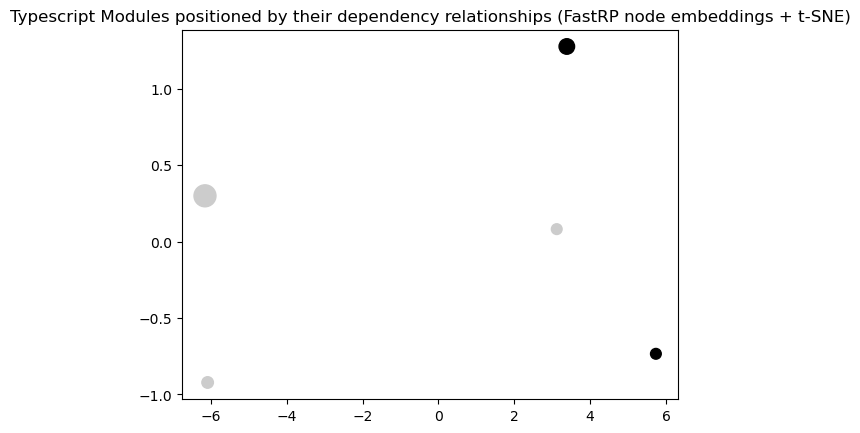 Typescript Modules positioned by their dependency relationships (FastRP node embeddings + t-SNE)
1.0
0.5
0.0
−0.5
−1.0
−6 −4 −2 0 2 4 6